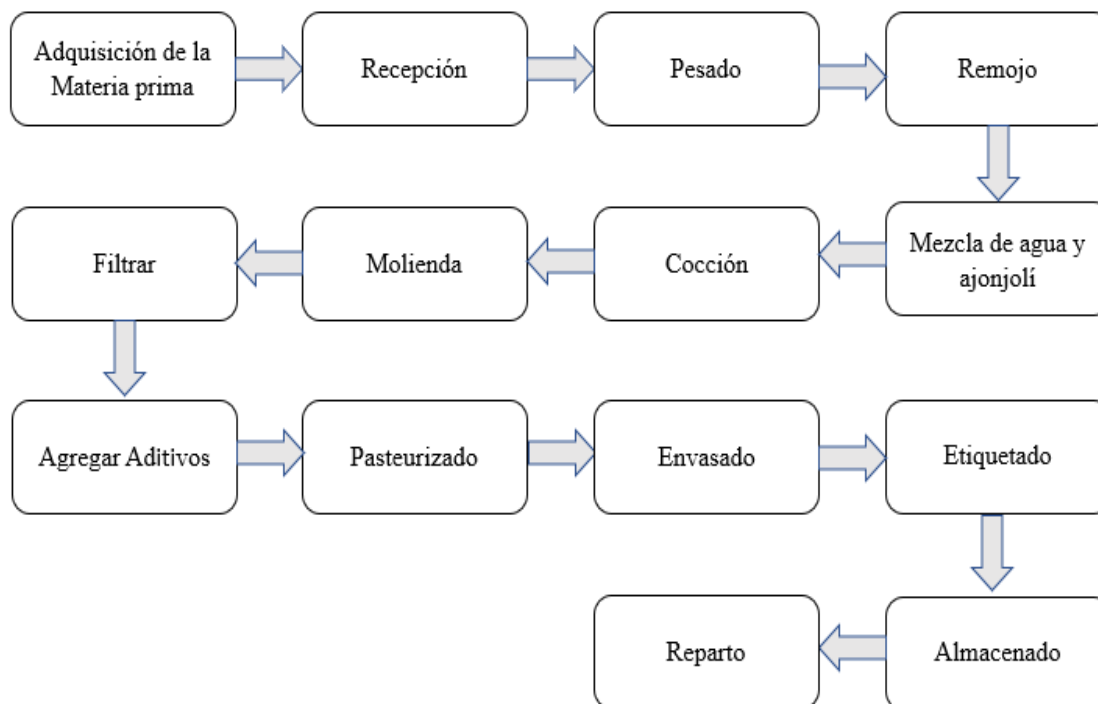 Adquisición de la
Materia prima
Recepción
Pesado
Remojo
Mezcla de agua y
ajonjolí
Cocción
Molienda
Filtrar
Agregar Aditivos
Pasteurizado
Envasado
Etiquetado
Almacenado
Reparto